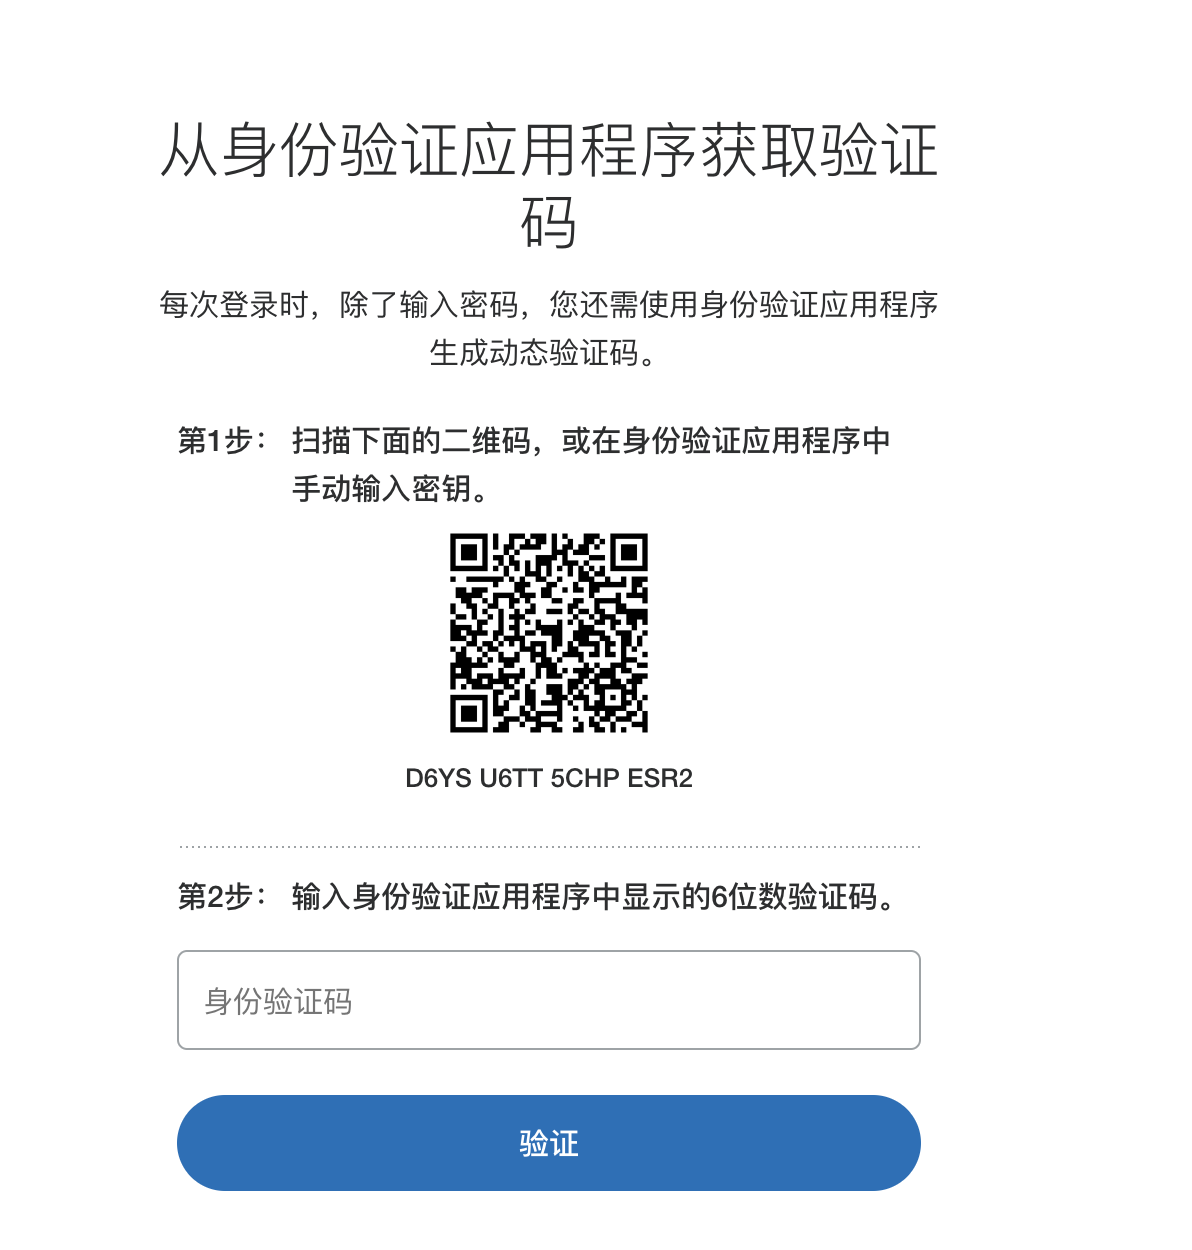 从身份验证应用程序获取验证
码
每次登录时，除了输入密码，您还需使用身份验证应用程序
生成动态验证码。
第1步： 扫描下面的二维码，或在身份验证应用程序中
手动输入密钥。
D6YS U6TT 5CHP ESR2
第2步： 输入身份验证应用程序中显示的6位数验证码。
身份验证码
验证